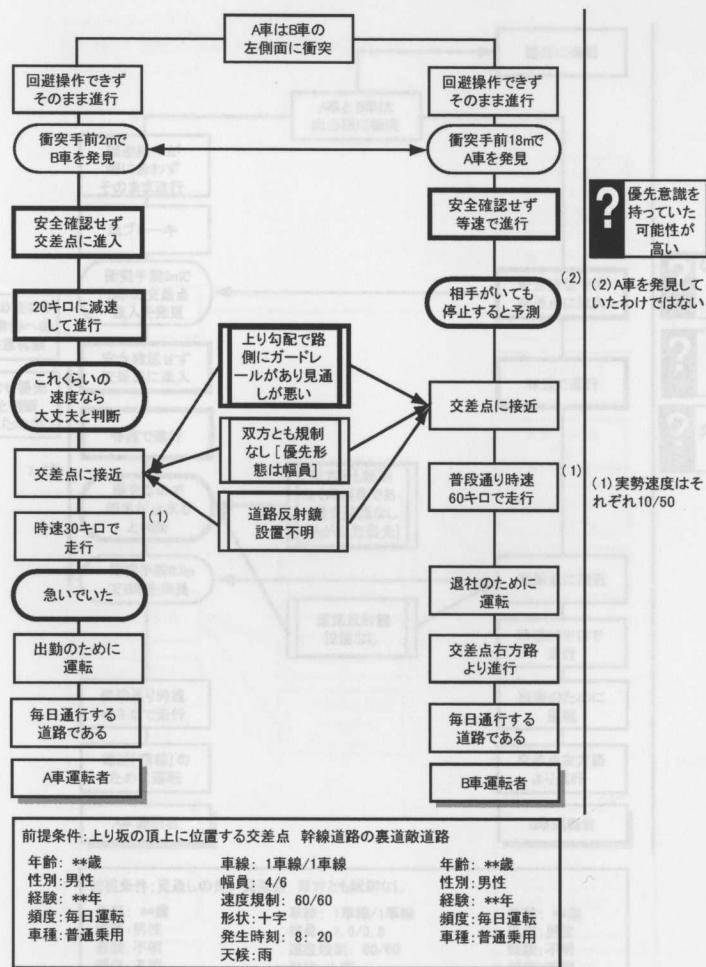 A車はB車の
左側面に衝突
回避操作できず
そのまま進行
衝突手前2mで
B車を発見
安全確認せず
交差点に進入
20キロに減速
して進行
これくらいの
速度なら
大丈夫と判断
交差点に接近
(1)
時速30キロで
走行
急いでいた
出勤のために
運転
毎日通行する
道路である
A車運転者
上り勾配で路
側にガードレ
ールがあり見通
しが悪い
双方とも規制
なし[優先形
態は幅員]
道路反射鏡
設置不明
回避操作できず
そのまま進行
衝突手前18mで
A車を発見
安全確認せず
等速で進行
(2)
相手がいても
停止すると予測
交差点に接近
(1)
普段通り時速
60キロで走行
退社のために
運転
交差点右方路
より進行
毎日通行する
道路である
B車運転者
?
優先意識を
持っていた
可能性が
高い
(2)A車を発見して
いたわけではない
(1)実勢速度はそ
れぞれ10/50
前提条件:上り坂の頂上に位置する交差点 幹線道路の裏道敵道路
年齢: **歳
性別:男性
経験: **年
頻度:毎日運転
車種:普通乗用
車線: 1車線/1車線
幅員: 4/6
速度規制: 60/60
形状:十字
発生時刻: 8: 20
天候:雨
年齢: **歳
性別:男性
経験: **年
頻度:毎日運転
車種:普通乗用